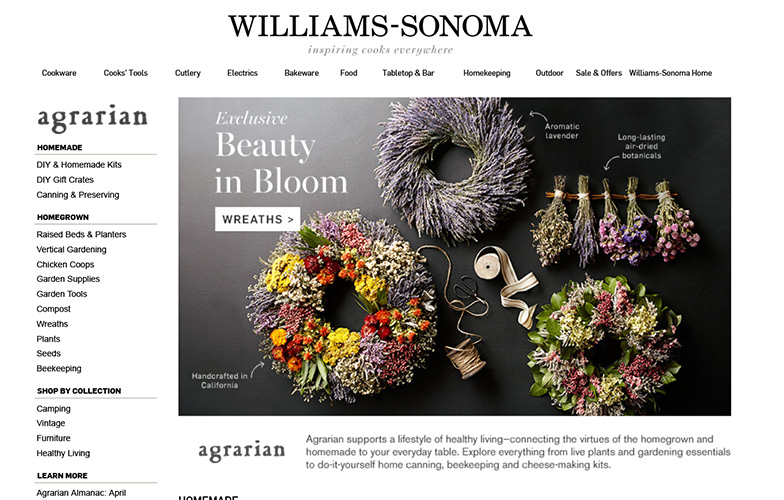 WILLIAMS-SONOMA
inspiring cooks everywhere
Cookware Cooks' Tools Cutlery Electrics Bakeware Food Tabletop & Bar Homekeeping Outdoor Sale & Offers Williams-Sonoma Home
agrarian
HOMEMADE
DIY & Homemade Kits
DIY Gift Crates
Canning & Preserving
HOMEGROWN
Raised Beds & Planters
Vertical Gardening
Chicken Coops
Garden Supplies
Garden Tools
Compost
Wreaths
Plants
Seeds
Beekeeping
SHOP BY COLLECTION
Camping
Vintage
Furniture
Healthy Living
LEARN MORE
Agrarian Almanac: April
Exclusive
Beauty
in Bloom
WREATHS >
Aromatic
lavender
Long-lasting
air-dried
botanicals
Handcrafted in
California
agrarian
Agrarian supports a lifestyle of healthy living—connecting the virtues of the homegrown and
homemade to your everyday table. Explore everything from live plants and gardening essentials
to do-it-yourself home canning, beekeeping and cheese-making kits.
HOMEMADE